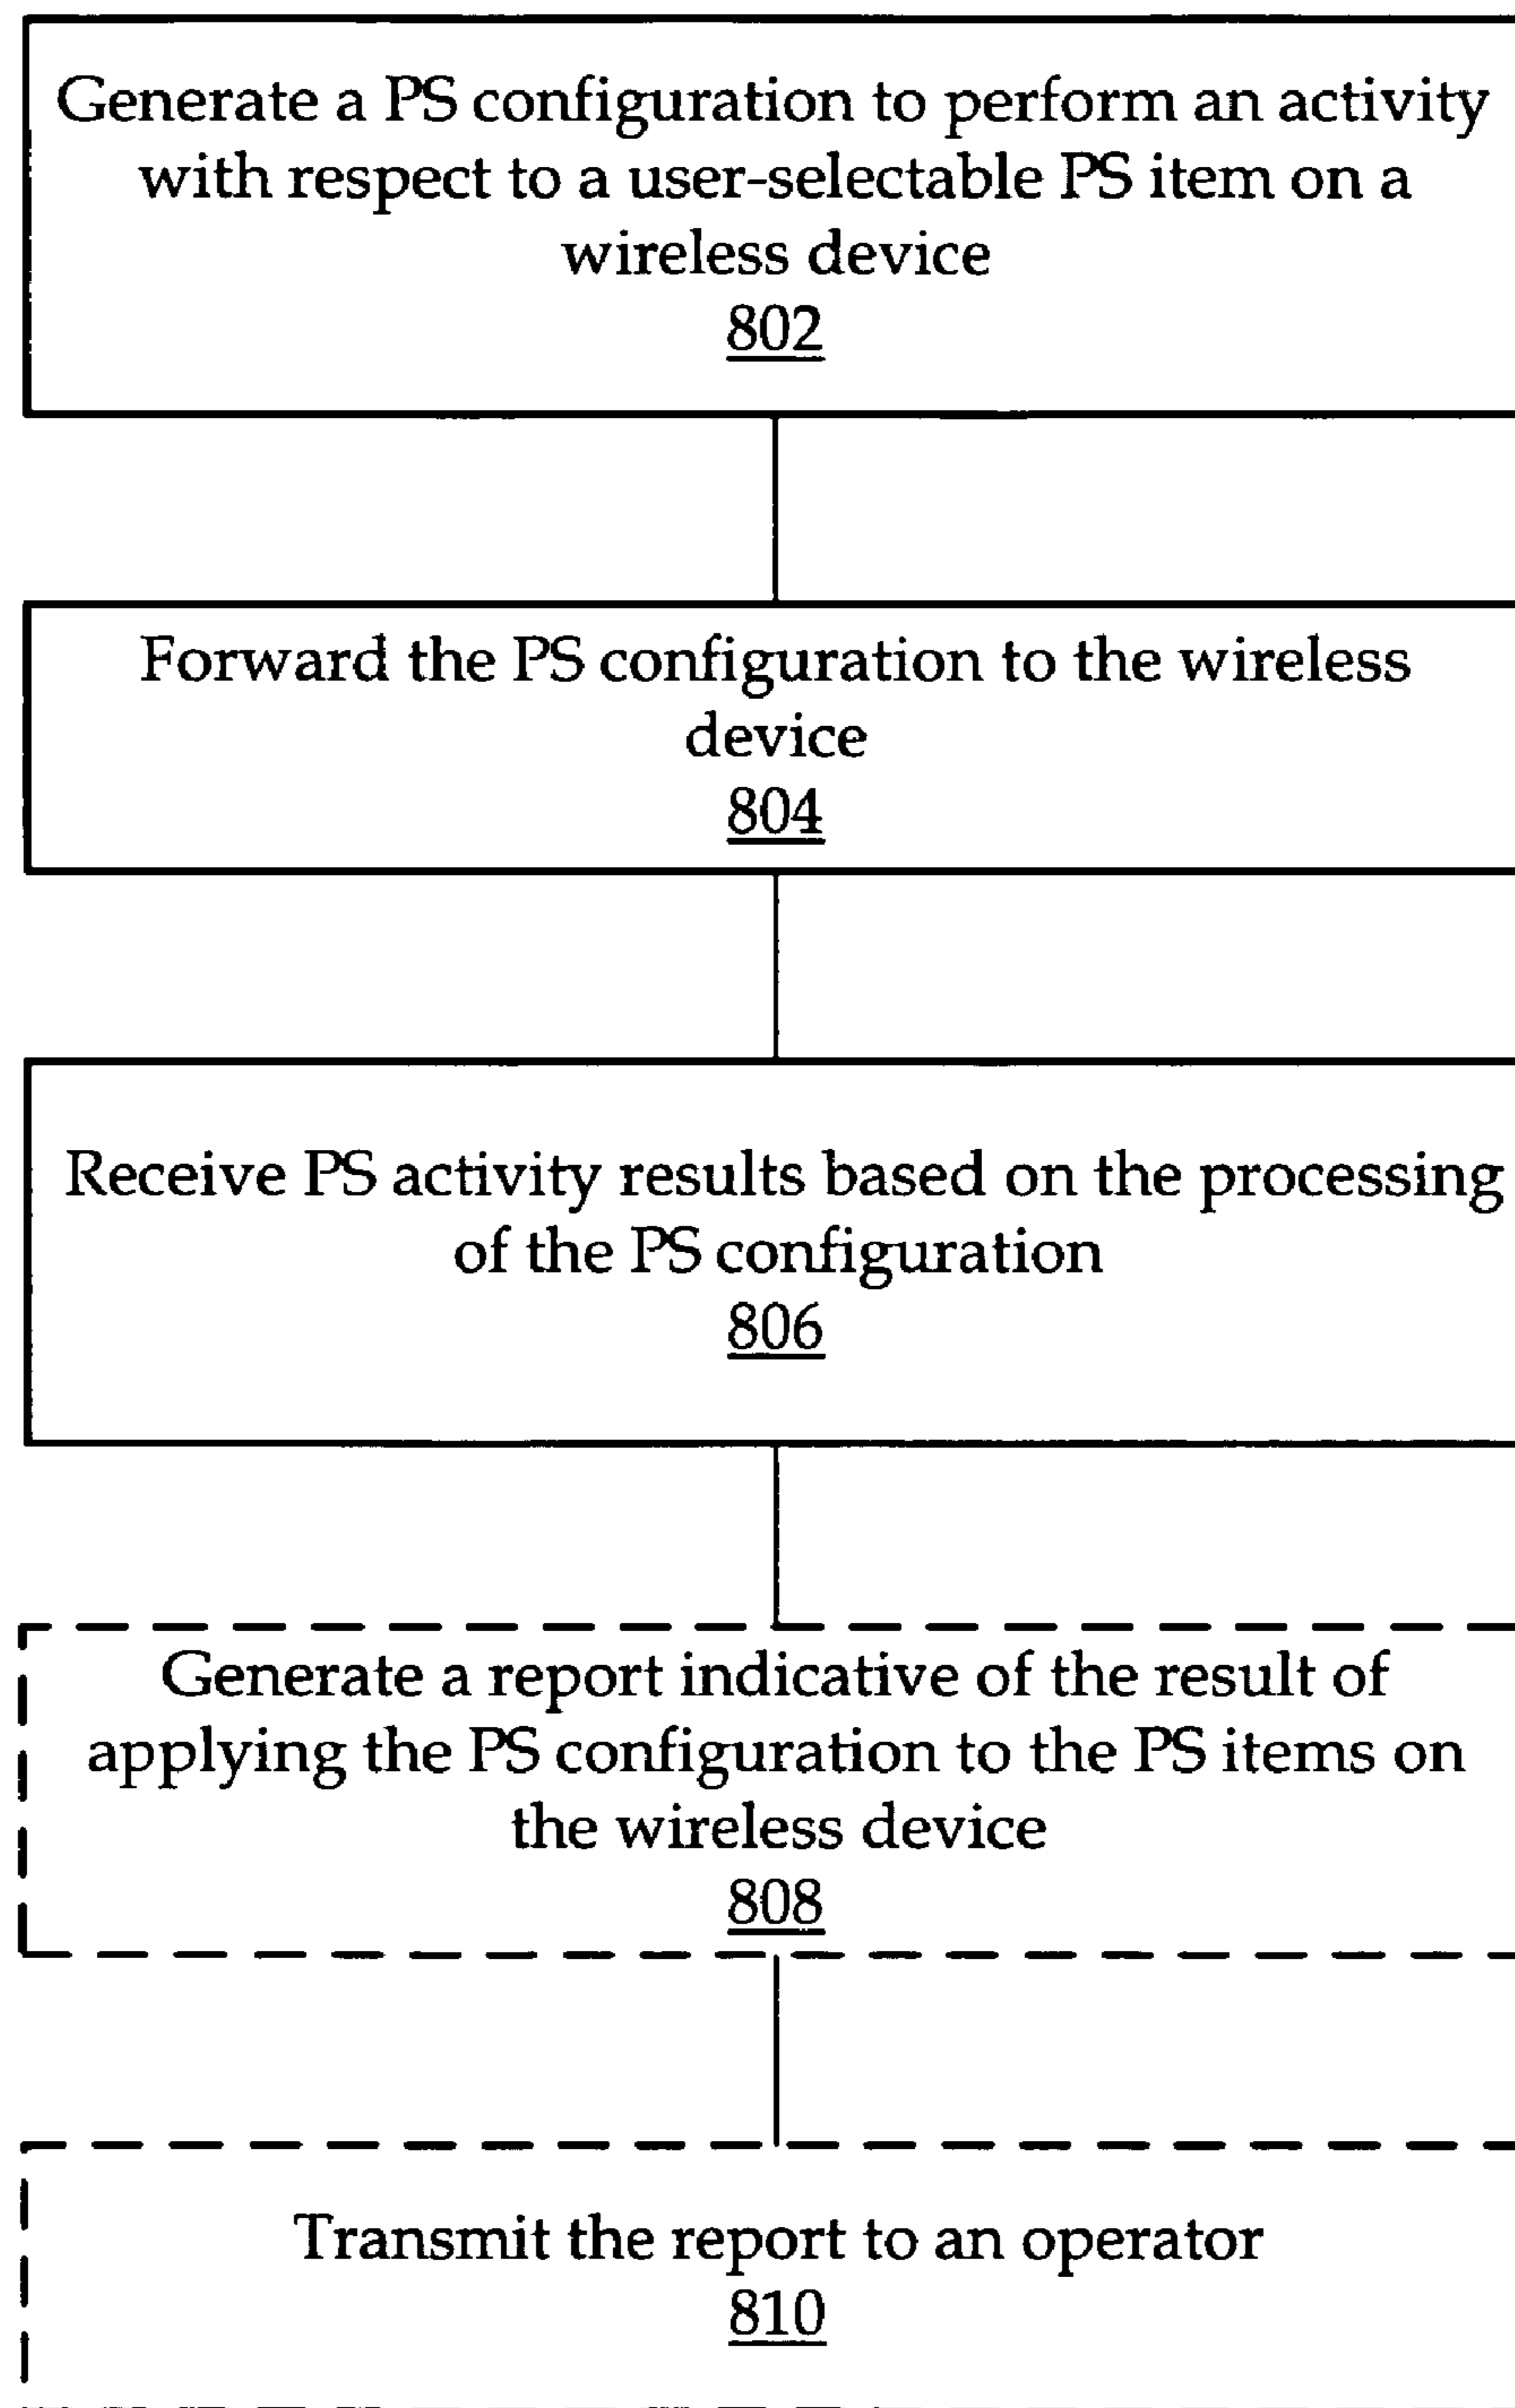 Generate a PS configuration to perform an activity
with respect to a user-selectable PS item on a
wireless device
802
Forward the PS configuration to the wireless
device
804
Receive PS activity results based on the processing
of the PS configuration
806
Generate a report indicative of the result of
applying the PS configuration to the PS items on
the wireless device
808
Transmit the report to an operator
810